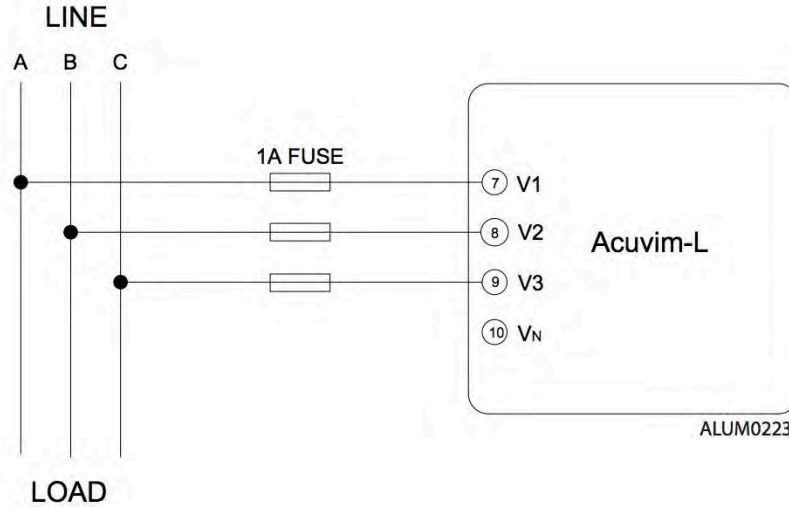 LINE
A B C
1A FUSE
7 V1
8 V2
Acuvim-L
9 V3
10 VN
ALUM0223
LOAD